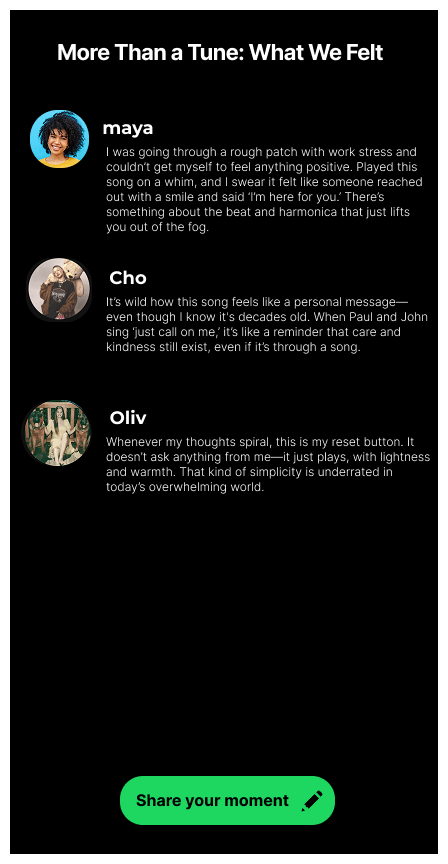 More Than a Tune: What We Felt
maya
I was going through a rough patch with work stress and
couldn’t get myself to feel anything positive. Played this
song on a whim, and I swear it felt like someone reached
out with a smile and said ‘I’m here for you.’ There’s
something about the beat and harmonica that just lifts
you out of the fog.
Cho
It’s wild how this song feels like a personal message—
even though I know it's decades old. When Paul and John
sing ‘just call on me,’ it’s like a reminder that care and
kindness still exist, even if it’s through a song.
Oliv
Whenever my thoughts spiral, this is my reset button. It
doesn’t ask anything from me—it just plays, with lightness
and warmth. That kind of simplicity is underrated in
today’s overwhelming world.
Share your moment